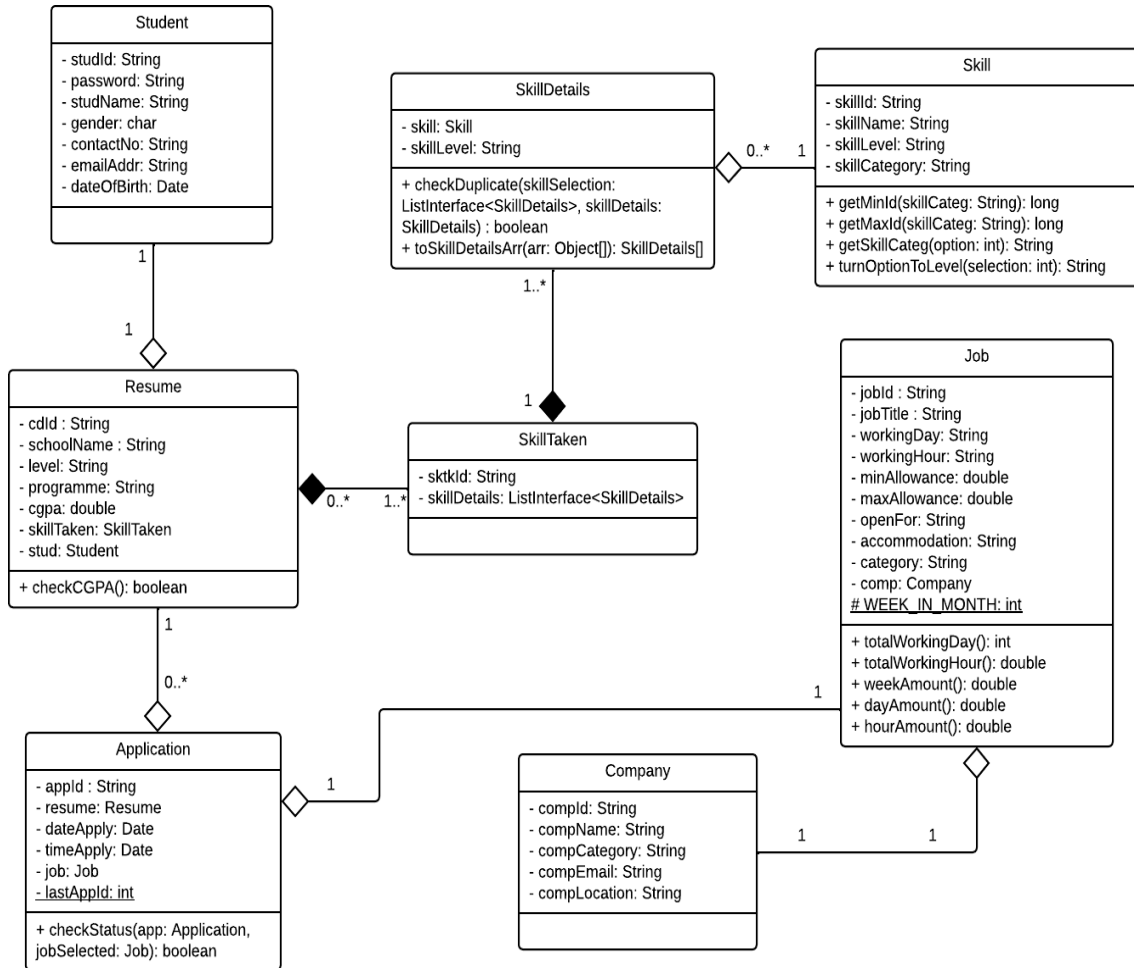 Student
- studId: String
- password: String
- studName: String
- gender: char
- contactNo: String
- emailAddr: String
- dateOfBirth: Date
1
1
SkillDetails
- skill: Skill
- skillLevel: String
+ checkDuplicate(skillSelection:
ListInterface<SkillDetails>, skillDetails:
SkillDetails) : boolean
+ toSkillDetailsArr(arr: Object[]): SkillDetails[]
0..*
1
Skill
- skillId: String
- skillName: String
- skillLevel: String
- skillCategory: String
+ getMinId(skillCateg: String): long
+ getMaxId(skillCateg: String): long
+ getSkillCateg(option: int): String
+ turnOptionToLevel(selection: int): String
1..*
1
Resume
- cdId : String
- schoolName : String
- level: String
- programme: String
- cgpa: double
- skillTaken: SkillTaken
- stud: Student
+ checkCGPA(): boolean
0..*
1..*
SkillTaken
- sktkId: String
- skillDetails: ListInterface<SkillDetails>
Job
- jobId : String
- jobTitle : String
- workingDay: String
- workingHour: String
- minAllowance: double
- maxAllowance: double
- openFor: String
- accommodation: String
- category: String
- comp: Company
# WEEK_IN_MONTH: int
+ totalWorkingDay(): int
+ totalWorkingHour(): double
+ weekAmount(): double
+ dayAmount(): double
+ hourAmount(): double
1
0..*
1
Application
- appId : String
- resume: Resume
- dateApply: Date
- timeApply: Date
- job: Job
- lastAppId: int
+ checkStatus(app: Application,
jobSelected: Job): boolean
1
Company
- compId: String
- compName: String
- compCategory: String
- compEmail: String
- compLocation: String
1
1